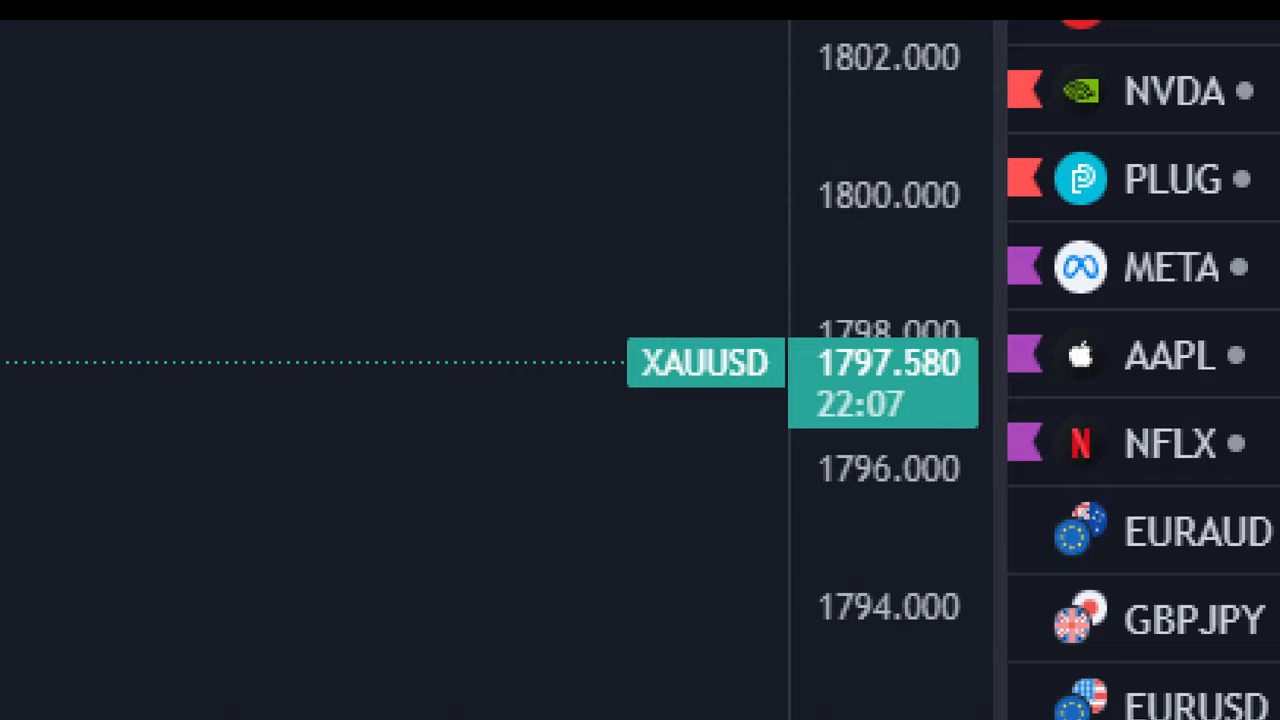 1802.000
1800.000
1798.000
XAUUSD 1797.580
22:07
1796.000
1794.000
NVDA
PLUG
META
AAPL
NFLX
EURAUD
GBPJPY
EURUSD